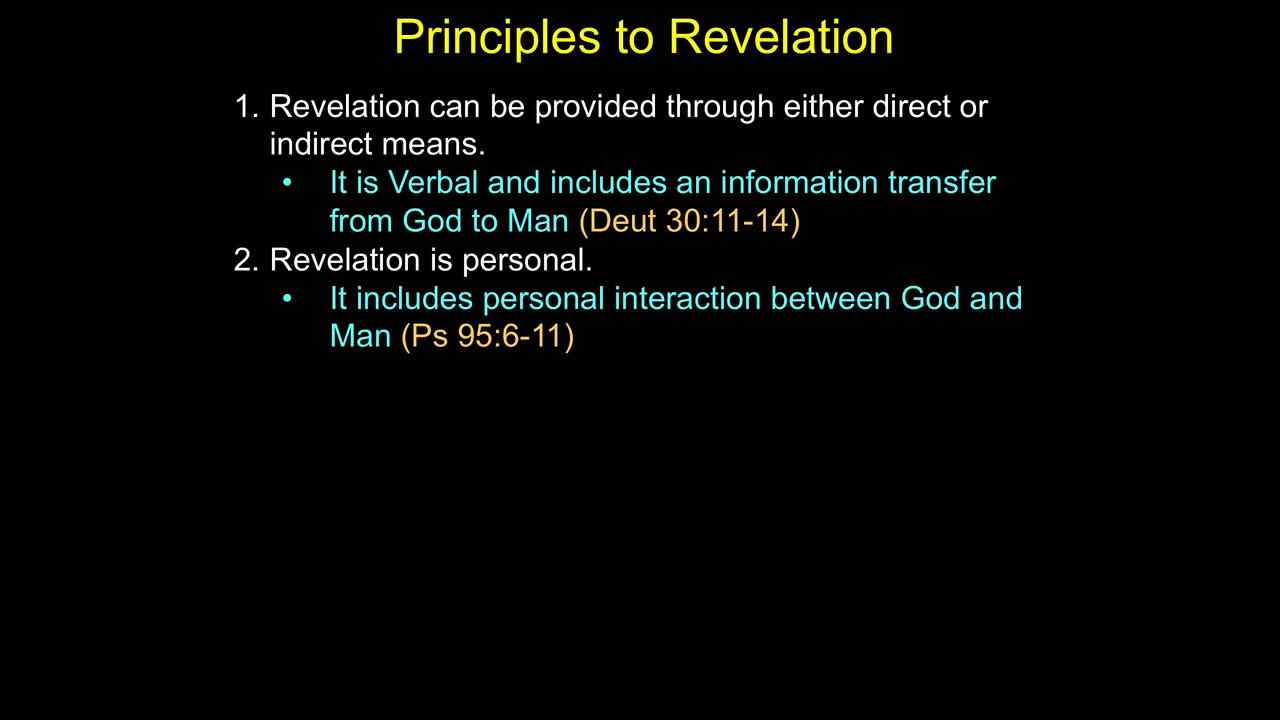 Principles to Revelation
1. Revelation can be provided through either direct or
indirect means.
• It is Verbal and includes an information transfer
from God to Man (Deut 30:11-14)
2. Revelation is personal.
• It includes personal interaction between God and
Man (Ps 95:6-11)